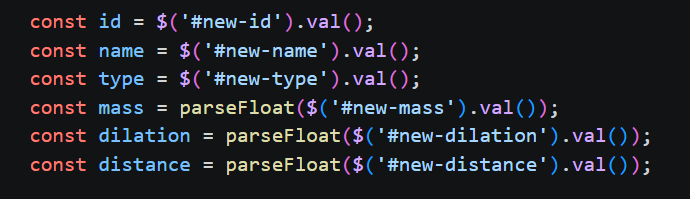 const id = $('#new-id').val();
const name = $('#new-name').val();
const type = $('#new-type').val();
const mass = parseFloat($('#new-mass').val());
const dilation = parseFloat($('#new-dilation').val());
const distance = parseFloat($('#new-distance').val());